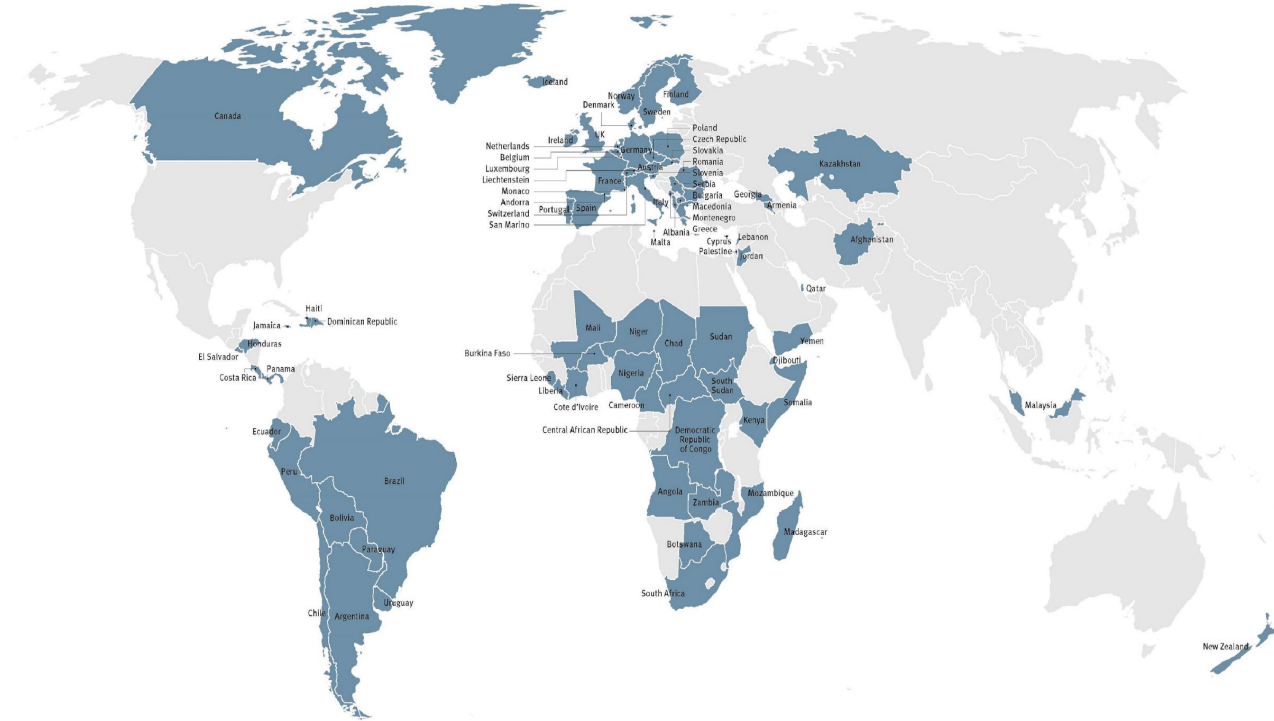 Canada
Iceland
Norway
Finland
Denmark
Sweden
Ireland
UK
Netherlands
Belgium
Luxembourg
Liechtenstein
Monaco
Andorra
Switzerland
San Marino
Germany
Austria
France
Portugal
Spain
Italy
Poland
Czech Republic
Slovakia
Romania
Slovenia
Serbia
Bulgaria
Macedonia
Montenegro
Greece
Albania
Malta
Cyprus
Lebanon
Palestine
Jordan
Georgia
Armenia
Kazakhstan
Afghanistan
Qatar
Yemen
Haiti
Jamaica
Dominican Republic
Honduras
El Salvador
Costa Rica
Panama
Mali
Niger
Chad
Sudan
Burkina Faso
Nigeria
Djibouti
Sierra Leone
Liberia
Cote d'Ivoire
Cameroon
South
Sudan
Somalia
Central African Republic
Kenya
Democratic
Republic
of Congo
Malaysia
Ecuador
Peru
Brazil
Bolivia
Paraguay
Chile
Argentina
Uruguay
Angola
Zambia
Mozambique
Madagascar
Botswana
South Africa
New Zealand